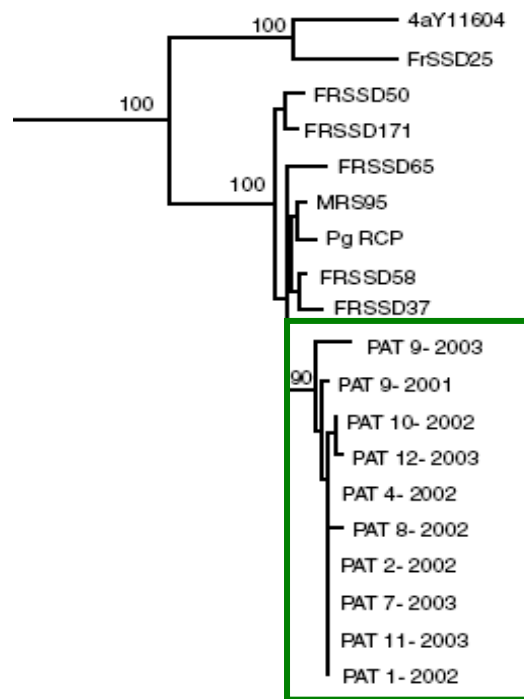 100
4aY11604
FrSSD25
100
FRSSD50
FRSSD171
100
FRSSD65
MRS95
Pg RCP
FRSSD58
FRSSD37
PAT 9- 2003
90
PAT 9- 2001
PAT 10- 2002
PAT 12- 2003
PAT 4- 2002
PAT 8- 2002
PAT 2- 2002
PAT 7- 2003
PAT 11- 2003
PAT 1- 2002